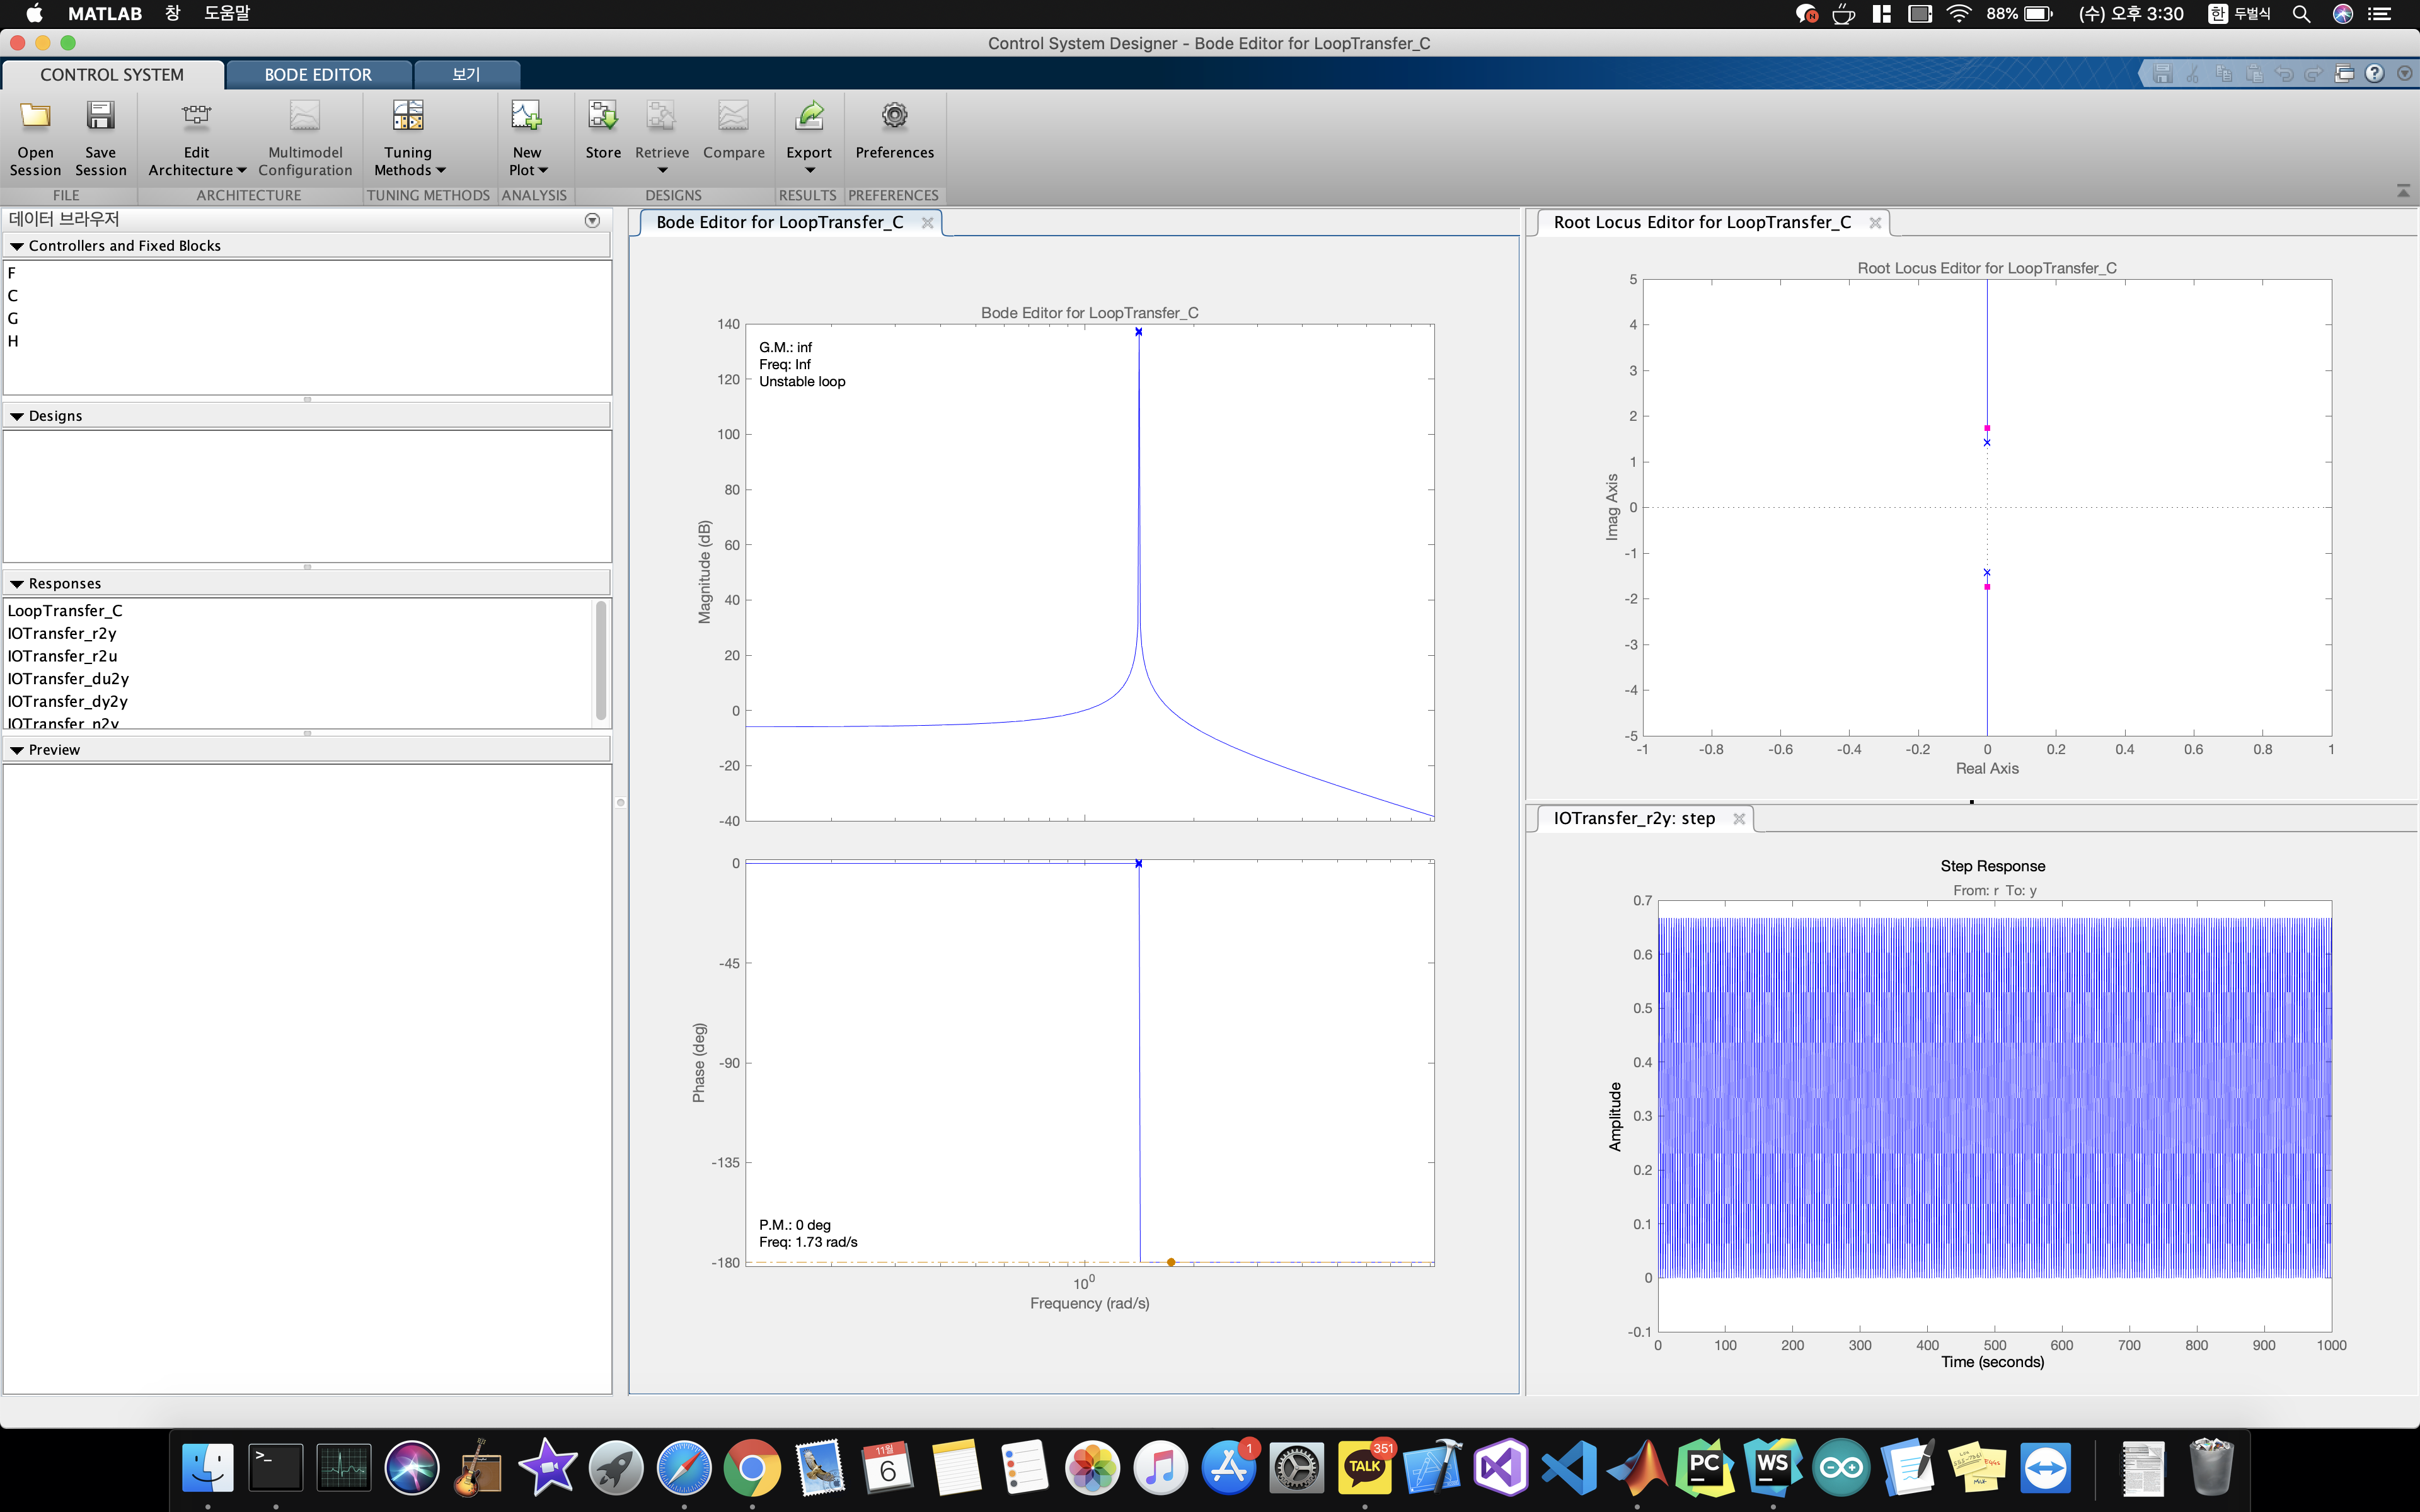 MATLAB 창 도움말
88% (수) 오후 3:30 한 두벌식
Control System Designer - Bode Editor for LoopTransfer_C
CONTROL SYSTEM BODE EDITOR 보기
Open Session
Save Session
Edit Architecture
Multimodel Configuration
Tuning Methods
New Plot
Store
Retrieve
Compare
Export
Preferences
FILE ARCHITECTURE TUNING METHODS ANALYSIS DESIGNS RESULTS PREFERENCES
데이터 브라우저
Controllers and Fixed Blocks
F
C
G
H
Designs
Responses
LoopTransfer_C
IOTransfer_r2y
IOTransfer_r2u
IOTransfer_du2y
IOTransfer_dy2y
IOTransfer_n2y
Preview
Bode Editor for LoopTransfer_C
Bode Editor for LoopTransfer_C
G.M.: inf
Freq: Inf
Unstable loop
140
120
100
80
60
40
20
0
-20
-40
Magnitude (dB)
0
-45
-90
-135
-180
Phase (deg)
P.M.: 0 deg
Freq: 1.73 rad/s
10^0
Frequency (rad/s)
Root Locus Editor for LoopTransfer_C
Root Locus Editor for LoopTransfer_C
5
4
3
2
1
0
-1
-2
-3
-4
-5
Imag Axis
-1 -0.8 -0.6 -0.4 -0.2 0 0.2 0.4 0.6 0.8 1
Real Axis
IOTransfer_r2y: step
Step Response
From: r To: y
0.7
0.6
0.5
0.4
0.3
0.2
0.1
0
-0.1
Amplitude
0 100 200 300 400 500 600 700 800 900 1000
Time (seconds)
11월
6
1
TALK
351
PC
WS